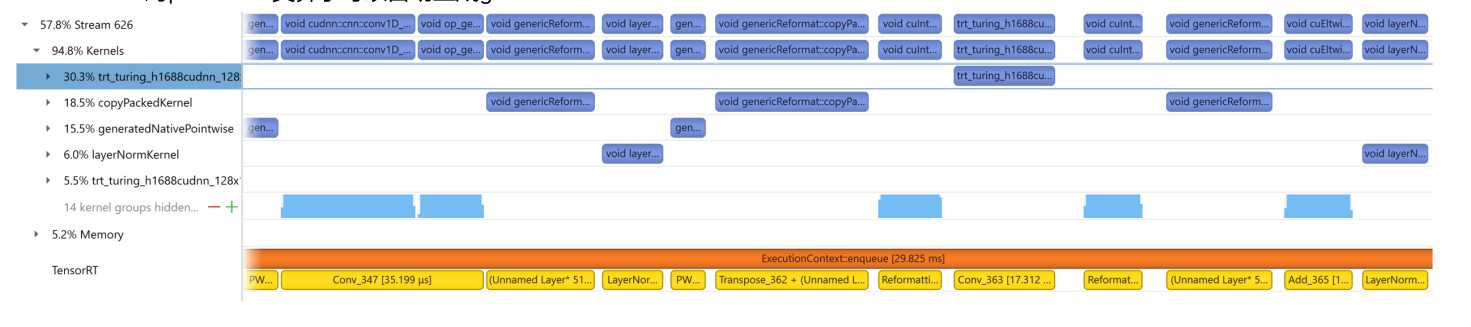 57.8% Stream 626 gen... void cudnn::cnn::conv1D_... void op_ge... void genericReform... void layer... gen... void genericReformat::copyPa... void cuInt... trt_turing_h1688cu... void cuInt... void genericReform... void cuEltwi... void layerN...
94.8% Kernels gen... void cudnn::cnn::conv1D_... void op_ge... void genericReform... void layer... gen... void genericReformat::copyPa... void cuInt... trt_turing_h1688cu... void cuInt... void genericReform... void cuEltwi... void layerN...
30.3% trt_turing_h1688cudnn_128 trt_turing_h1688cu...
18.5% copyPackedKernel void genericReform... void genericReformat::copyPa... void genericReform...
15.5% generatedNativePointwise gen... gen...
6.0% layerNormKernel void layer... void layerN...
5.5% trt_turing_h1688cudnn_128x
14 kernel groups hidden... — +
5.2% Memory
ExecutionContext::enqueue [29.825 ms]
TensorRT
PW... Conv_347 [35.199 μs] (Unnamed Layer* 51... LayerNor... PW... Transpose_362 + (Unnamed L... Reformatti... Conv_363 [17.312 ... Reformat... (Unnamed Layer* 5... Add_365 [1... LayerNorm...